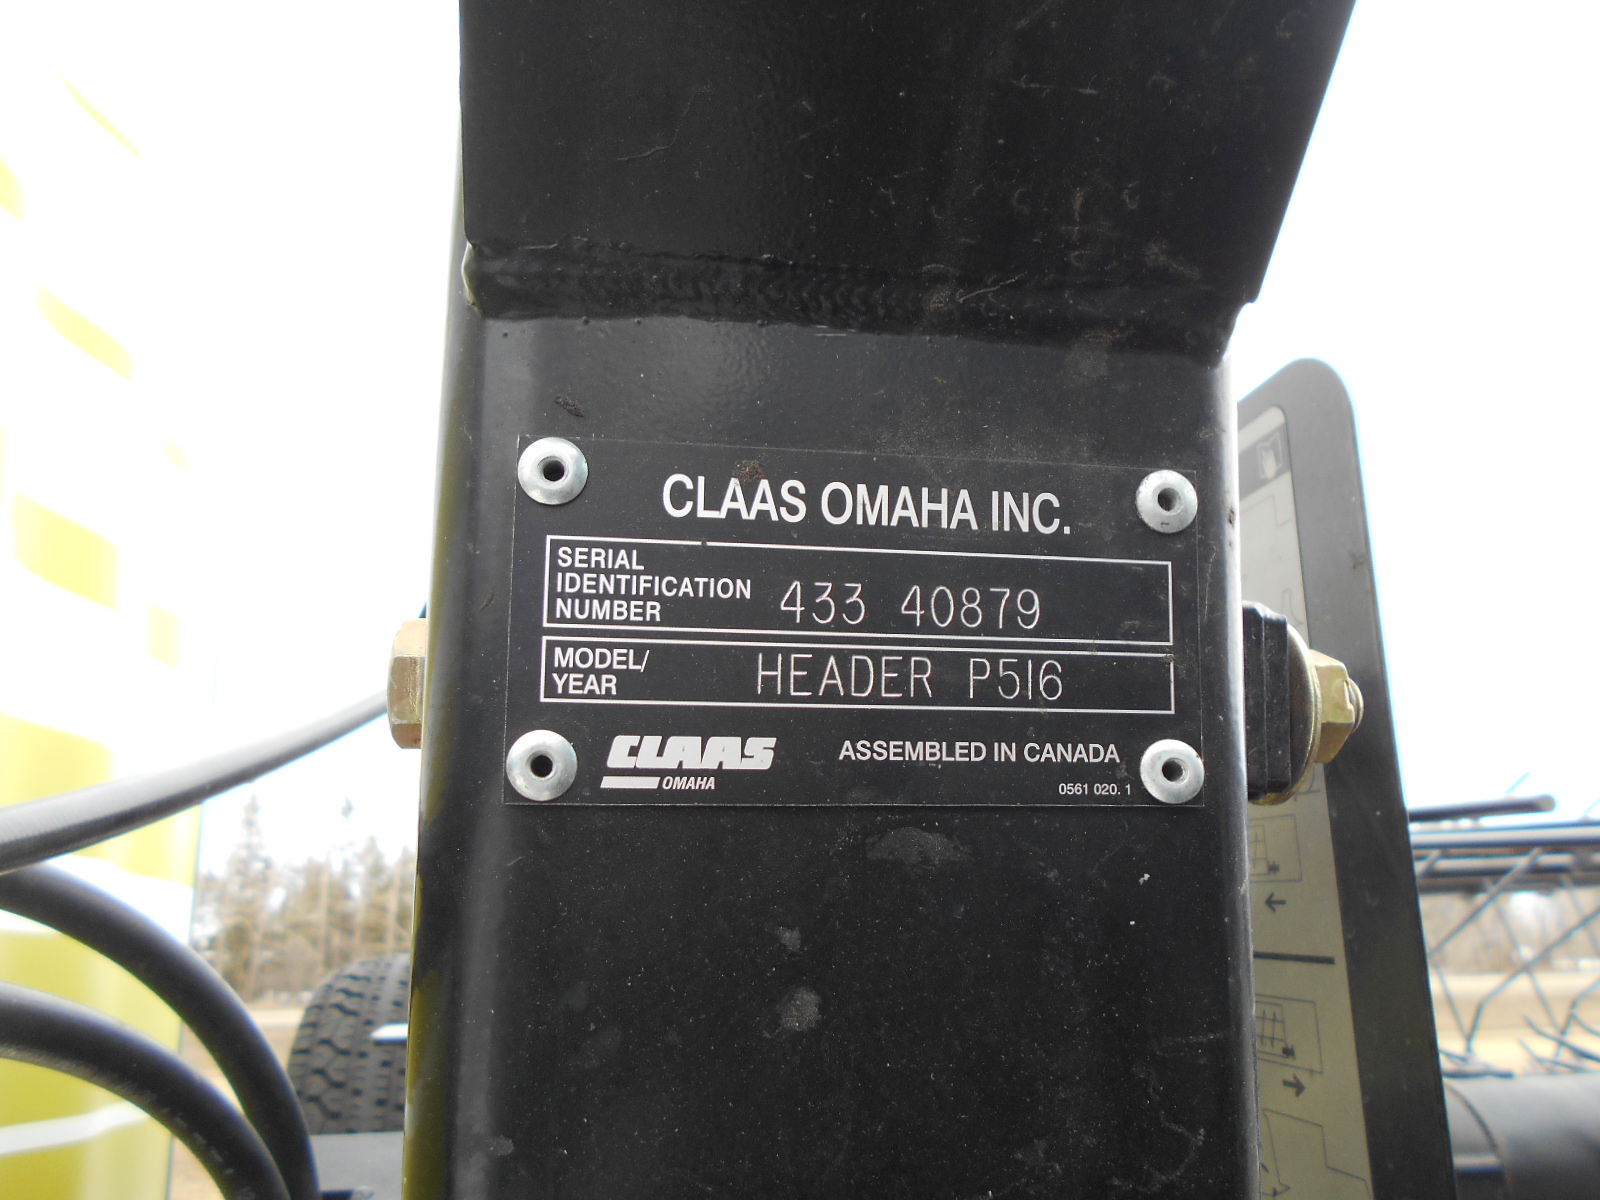 CLAAS OMAHA INC.
SERIAL
IDENTIFICATION
NUMBER
433 40879
MODEL/
YEAR
HEADER P516
CLAAS
OMAHA
ASSEMBLED IN CANADA
0561 020. 1